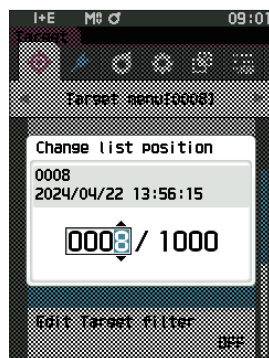 I+E M0 09:01
Target
Target menu[0008]
Change list position
0008
2024/04/22 13:56:15
0008 / 1000
Edit Target filter
OFF